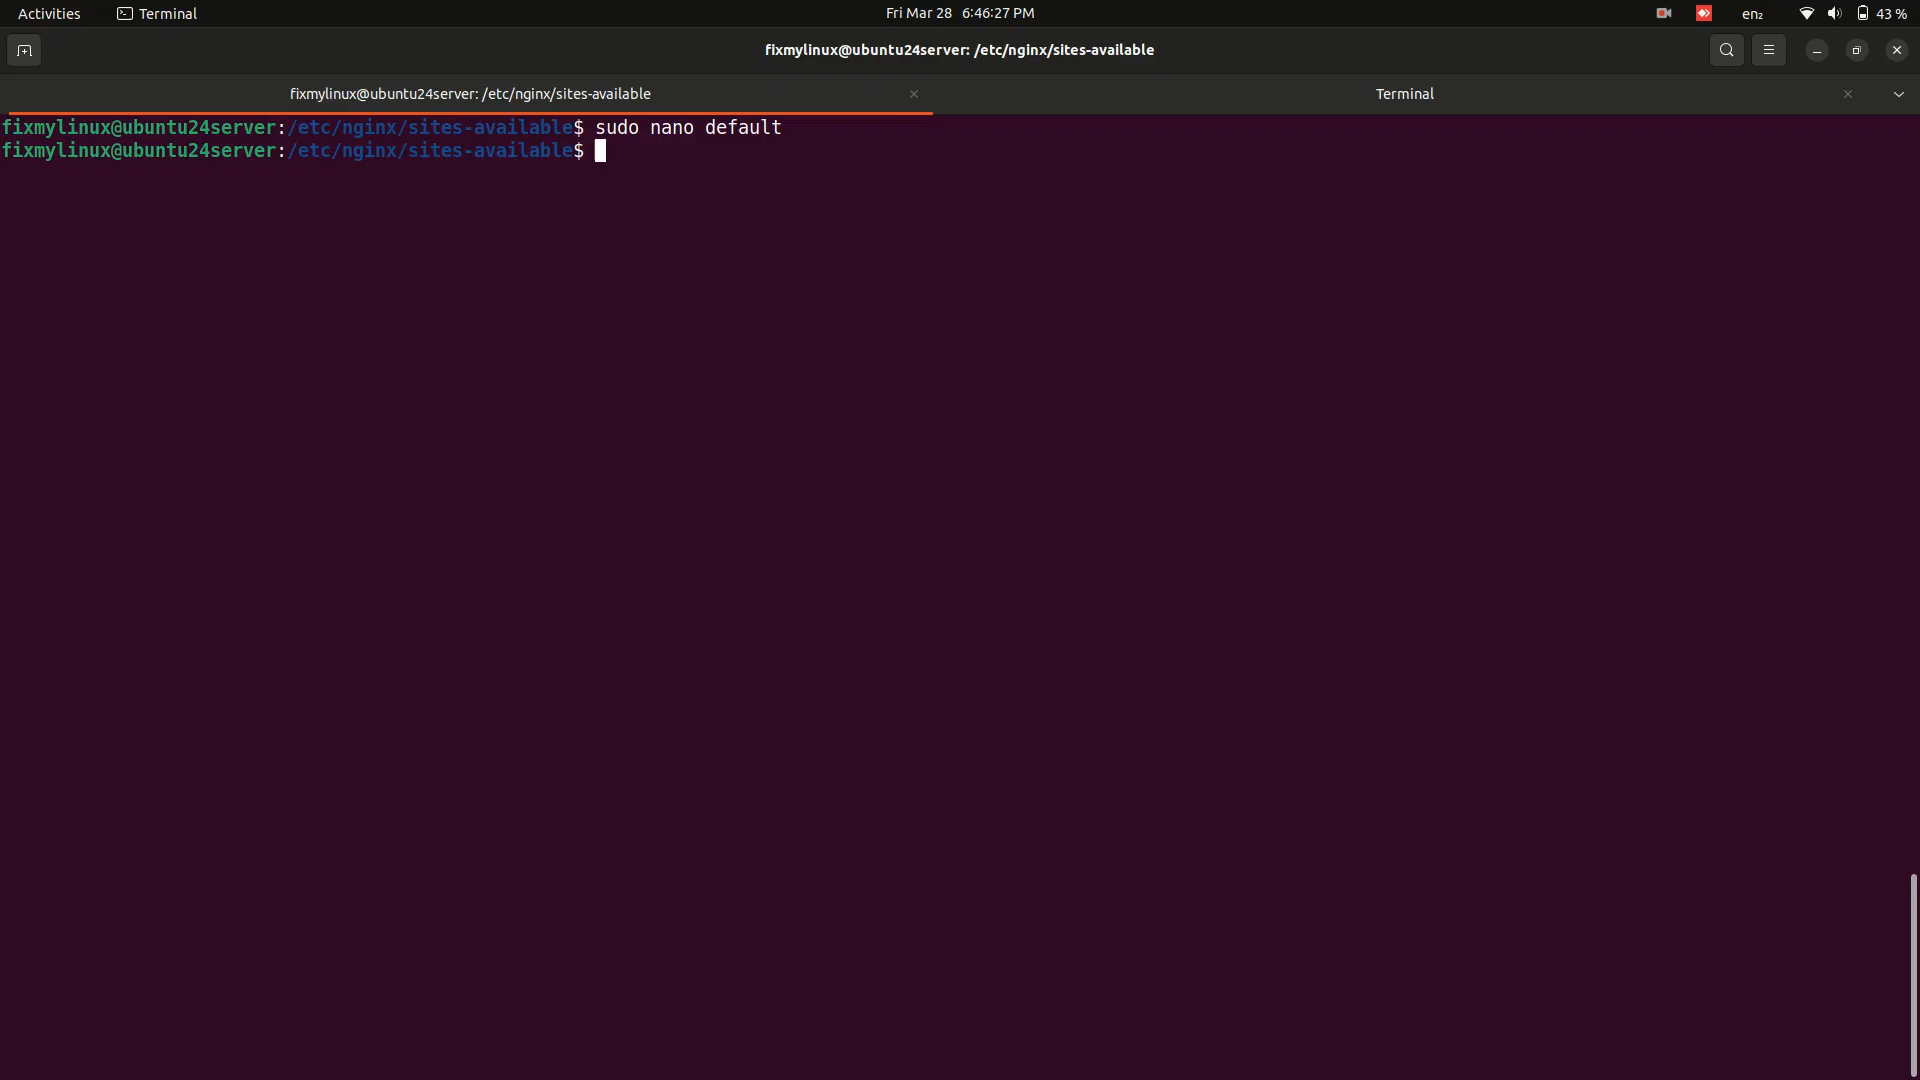 Activities Terminal Fri Mar 28 6:46:27 PM en₂ 43 %
fixmylinux@ubuntu24server: /etc/nginx/sites-available
fixmylinux@ubuntu24server: /etc/nginx/sites-available Terminal
fixmylinux@ubuntu24server:/etc/nginx/sites-available$ sudo nano default
fixmylinux@ubuntu24server:/etc/nginx/sites-available$